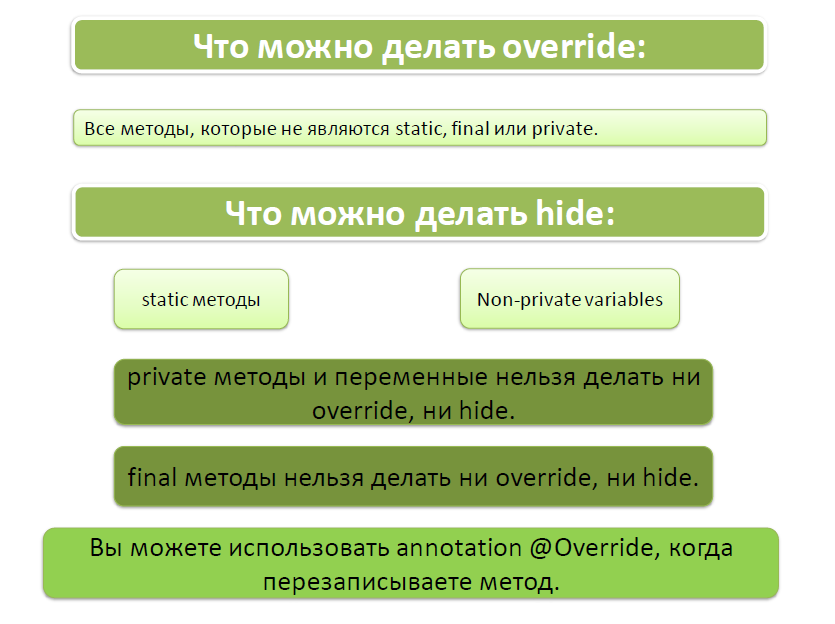 Что можно делать override:
Все методы, которые не являются static, final или private.
Что можно делать hide:
static методы
Non-private variables
private методы и переменные нельзя делать ни
override, ни hide.
final методы нельзя делать ни override, ни hide.
Вы можете использовать annotation @Override, когда
перезаписываете метод.